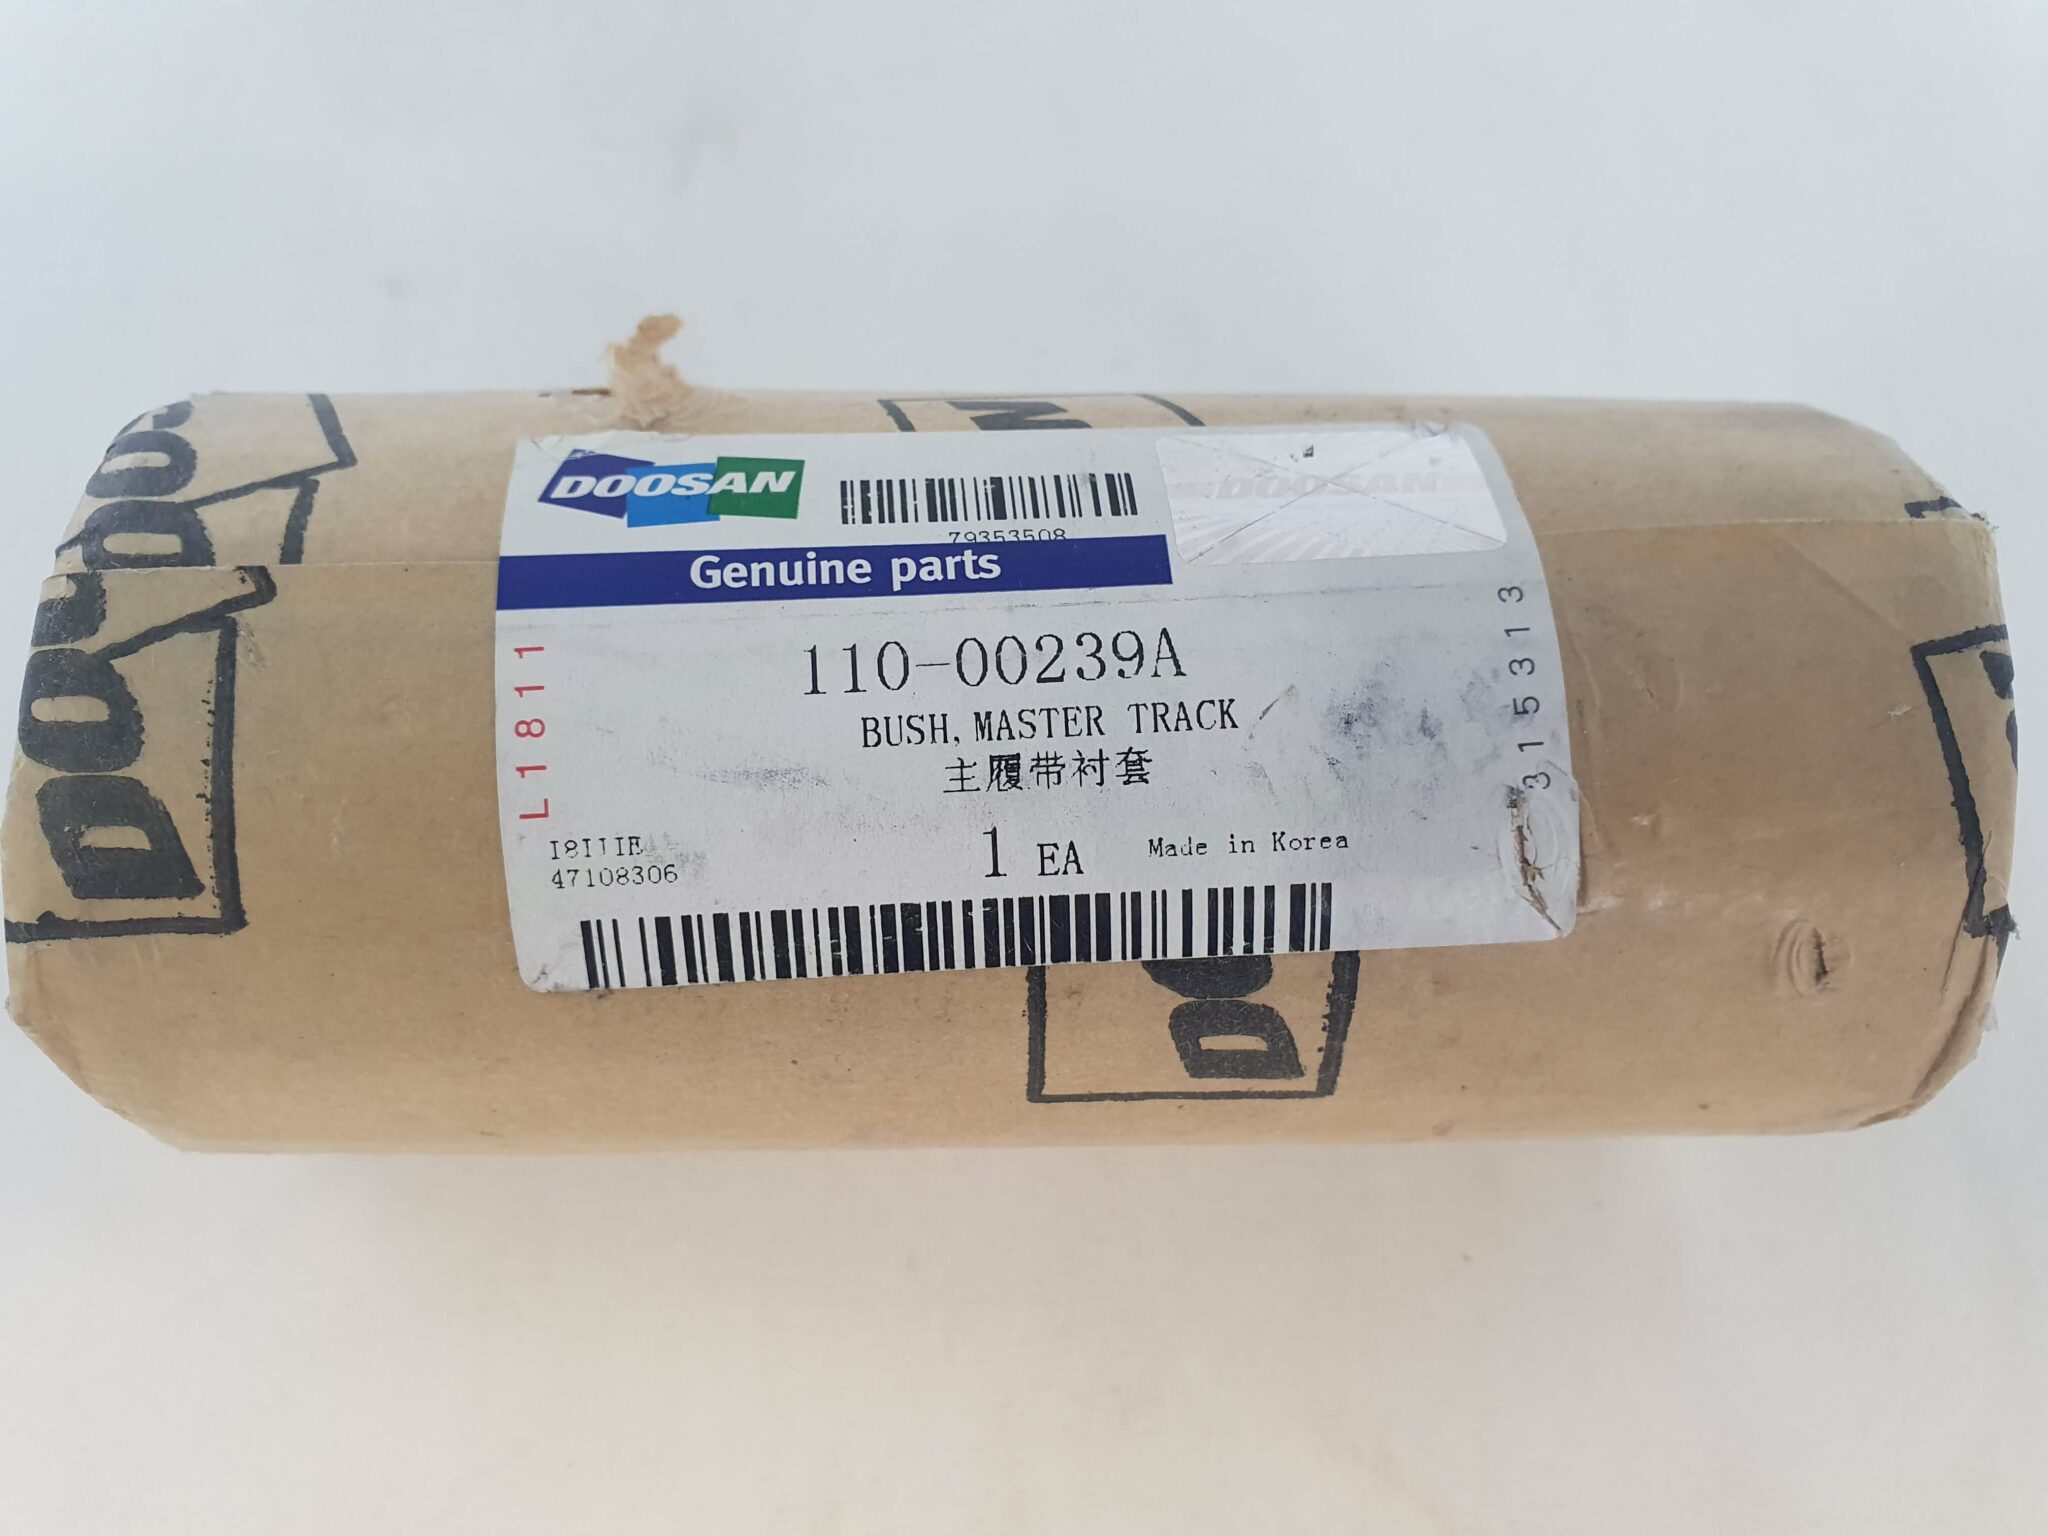 DOOSAN
79353508
DOOSAN
Genuine parts
110-00239A
BUSH, MASTER TRACK
主履带衬套
1 EA
Made in Korea
47108306
L1811
315313